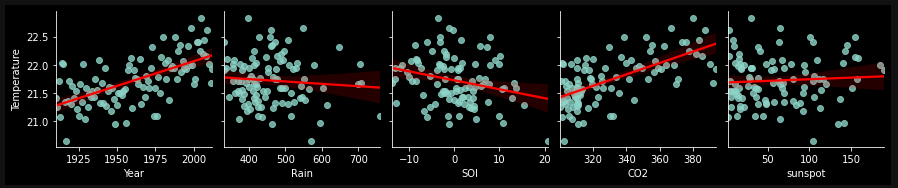 Temperature
22.5
22.0
21.5
21.0
1925 1950 1975 2000
Year
400 500 600 700
Rain
−10 0 10 20
SOI
320 340 360 380
CO2
50 100 150
sunspot